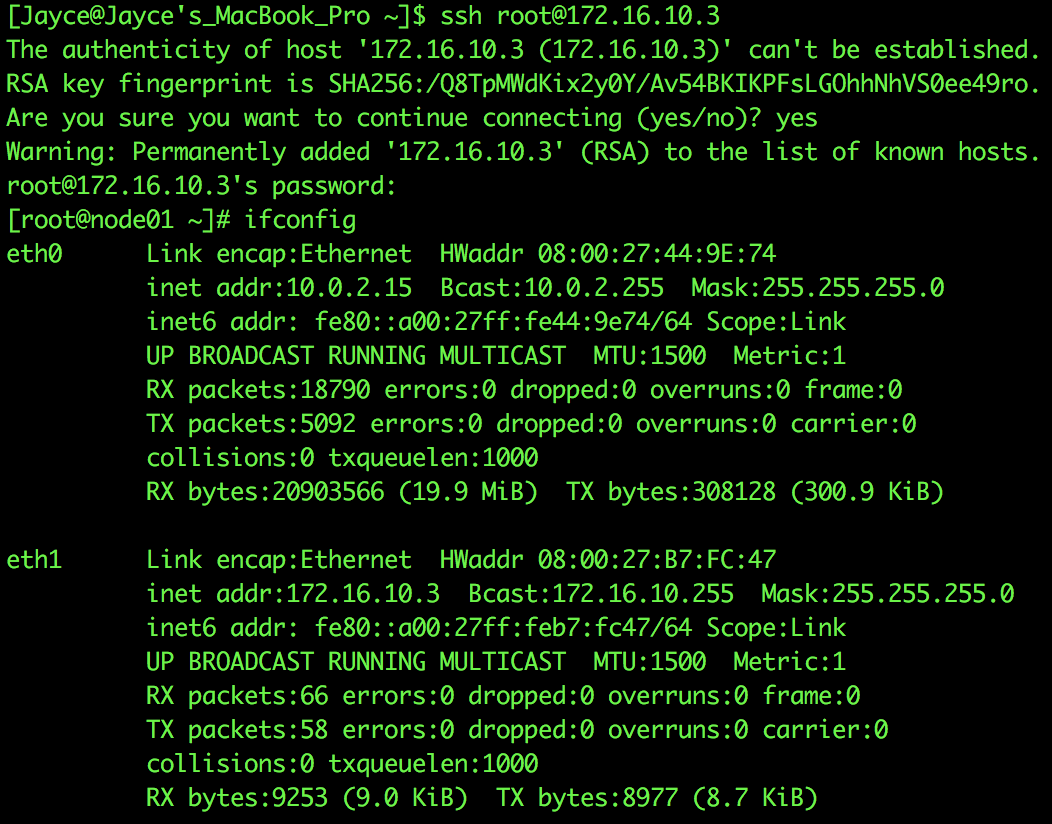 [Jayce@Jayce's_MacBook_Pro ~]$ ssh root@172.16.10.3
The authenticity of host '172.16.10.3 (172.16.10.3)' can't be established.
RSA key fingerprint is SHA256:/Q8TpMWdKix2y0Y/Av54BKIKPFsLGOhhNhVS0ee49ro.
Are you sure you want to continue connecting (yes/no)? yes
Warning: Permanently added '172.16.10.3' (RSA) to the list of known hosts.
root@172.16.10.3's password:
[root@node01 ~]# ifconfig
eth0      Link encap:Ethernet  HWaddr 08:00:27:44:9E:74
          inet addr:10.0.2.15  Bcast:10.0.2.255  Mask:255.255.255.0
          inet6 addr: fe80::a00:27ff:fe44:9e74/64 Scope:Link
          UP BROADCAST RUNNING MULTICAST  MTU:1500  Metric:1
          RX packets:18790 errors:0 dropped:0 overruns:0 frame:0
          TX packets:5092 errors:0 dropped:0 overruns:0 carrier:0
          collisions:0 txqueuelen:1000
          RX bytes:20903566 (19.9 MiB)  TX bytes:308128 (300.9 KiB)

eth1      Link encap:Ethernet  HWaddr 08:00:27:B7:FC:47
          inet addr:172.16.10.3  Bcast:172.16.10.255  Mask:255.255.255.0
          inet6 addr: fe80::a00:27ff:feb7:fc47/64 Scope:Link
          UP BROADCAST RUNNING MULTICAST  MTU:1500  Metric:1
          RX packets:66 errors:0 dropped:0 overruns:0 frame:0
          TX packets:58 errors:0 dropped:0 overruns:0 carrier:0
          collisions:0 txqueuelen:1000
          RX bytes:9253 (9.0 KiB)  TX bytes:8977 (8.7 KiB)